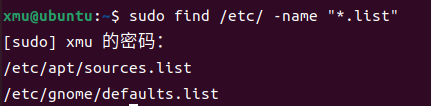 xmu@ubuntu:~$ sudo find /etc/ -name "*.list"
[sudo] xmu 的密码：
/etc/apt/sources.list
/etc/gnome/defaults.list